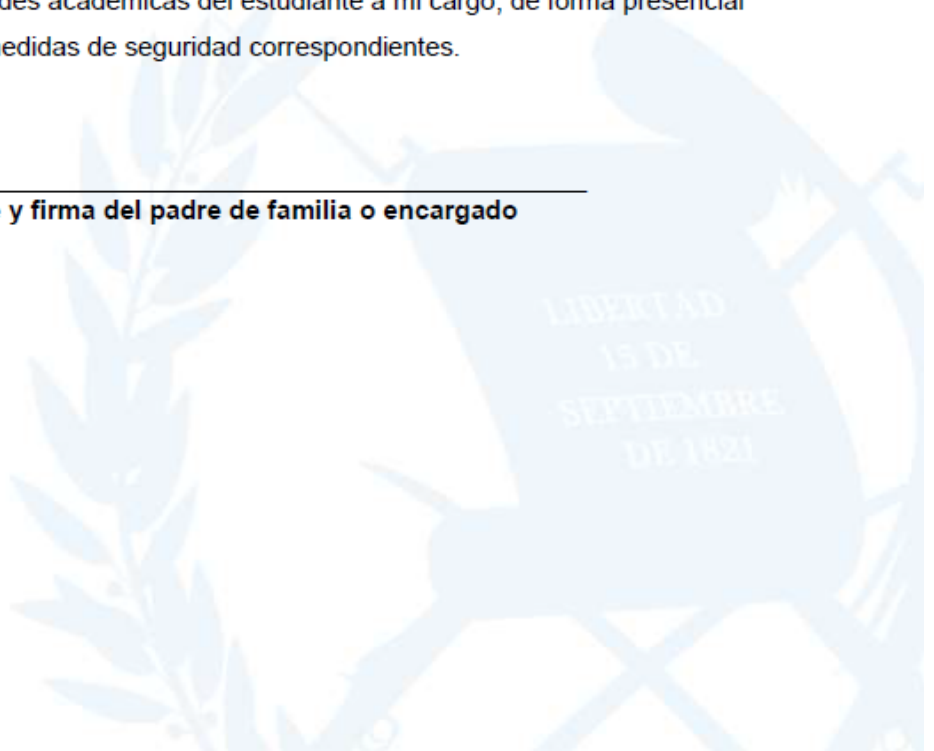 des académicas del estudiante a mi cargo, de forma presencial
medidas de seguridad correspondientes.
y firma del padre de familia o encargado
LIBERTAD
15 DE
SEPTIEMBRE
DE 1821